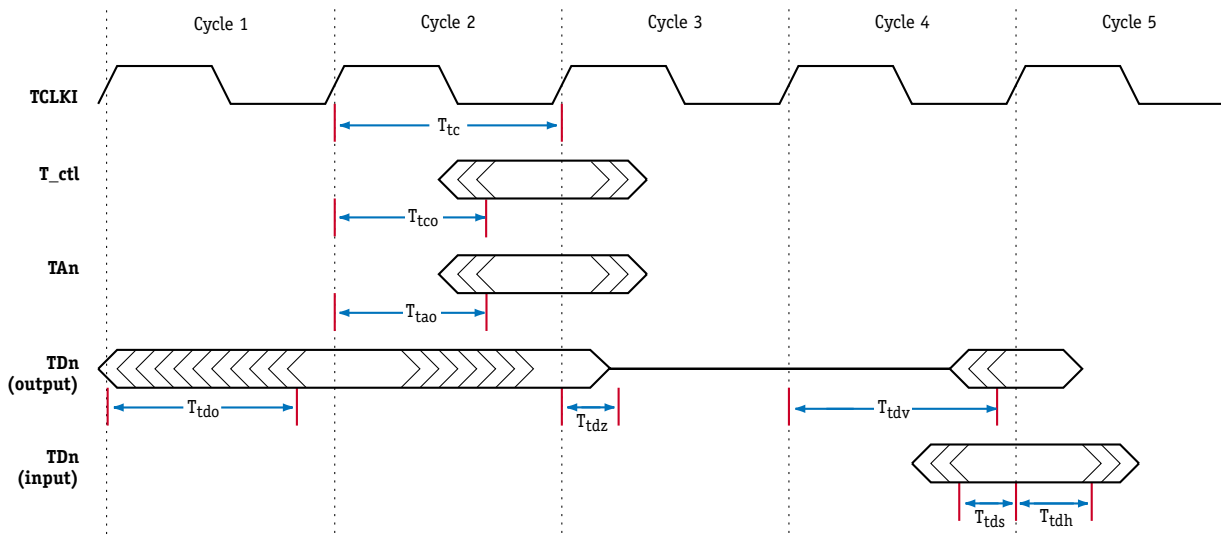 Cycle 1 Cycle 2 Cycle 3 Cycle 4 Cycle 5
TCLKI
Ttc
T_ctl
Ttco
TAn
Ttao
TDn
(output)
Ttdo Ttdz Ttdv
TDn
(input)
Ttds Ttdh